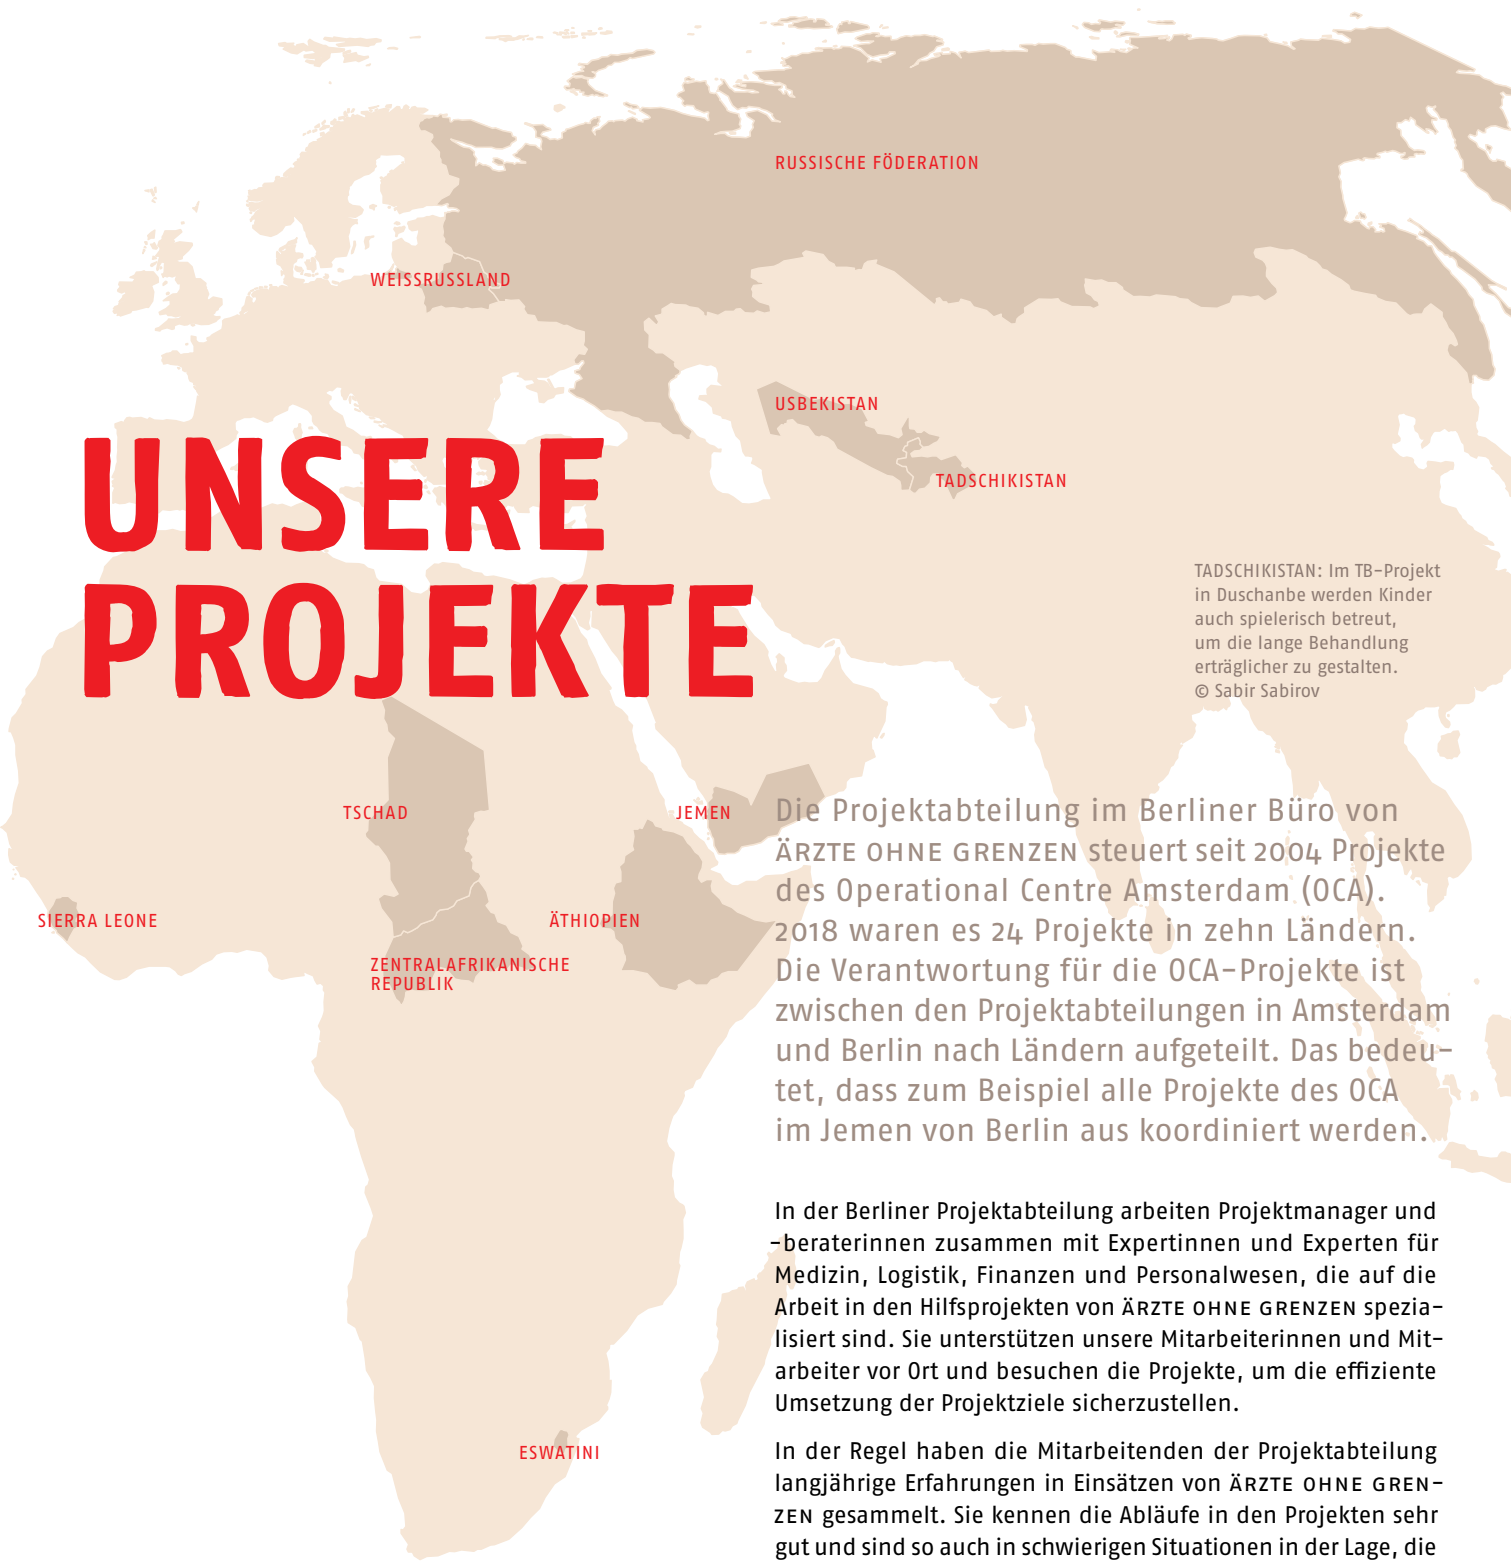 RUSSISCHE FÖDERATION
WEISSRUSSLAND
USBEKISTAN
TADSCHIKISTAN
UNSERE
PROJEKTE
TADSCHIKISTAN: Im TB-Projekt
in Duschanbe werden Kinder
auch spielerisch betreut,
um die lange Behandlung
erträglicher zu gestalten.
© Sabir Sabirov
TSCHAD
JEMEN
SIERRA LEONE
ÄTHIOPIEN
ZENTRALAFRIKANISCHE
REPUBLIK
ESWATINI
Die Projektabteilung im Berliner Büro von
ÄRZTE OHNE GRENZEN steuert seit 2004 Projekte
des Operational Centre Amsterdam (OCA).
2018 waren es 24 Projekte in zehn Ländern.
Die Verantwortung für die OCA-Projekte ist
zwischen den Projektabteilungen in Amsterdam
und Berlin nach Ländern aufgeteilt. Das bedeu-
tet, dass zum Beispiel alle Projekte des OCA
im Jemen von Berlin aus koordiniert werden.
In der Berliner Projektabteilung arbeiten Projektmanager und
-beraterinnen zusammen mit Expertinnen und Experten für
Medizin, Logistik, Finanzen und Personalwesen, die auf die
Arbeit in den Hilfsprojekten von ÄRZTE OHNE GRENZEN spezia-
lisiert sind. Sie unterstützen unsere Mitarbeiterinnen und Mit-
arbeiter vor Ort und besuchen die Projekte, um die effiziente
Umsetzung der Projektziele sicherzustellen.
In der Regel haben die Mitarbeitenden der Projektabteilung
langjährige Erfahrungen in Einsätzen von ÄRZTE OHNE GREN-
ZEN gesammelt. Sie kennen die Abläufe in den Projekten sehr
gut und sind so auch in schwierigen Situationen in der Lage, die